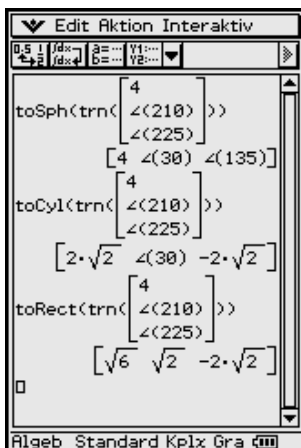 Edit Aktion Interaktiv
toSph(trn([4 ∠(210) ∠(225)]))
[4 ∠(30) ∠(135)]
toCyl(trn([4 ∠(210) ∠(225)]))
[2·√2 ∠(30) -2·√2]
toRect(trn([4 ∠(210) ∠(225)]))
[√6 √2 -2·√2]
Algeb Standard Kplx Gra